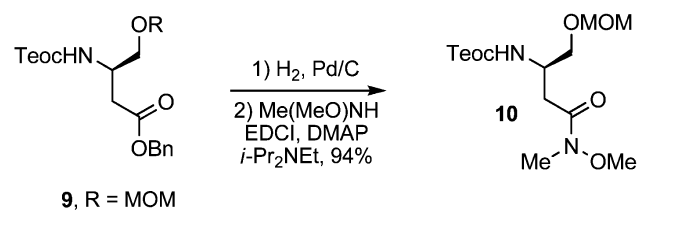 OR
TeocHN
O
OBn
9, R = MOM
1) H₂, Pd/C
2) Me(MeO)NH
EDCI, DMAP
i-Pr₂NEt, 94%
OMOM
TeocHN
10
O
N
Me
OMe